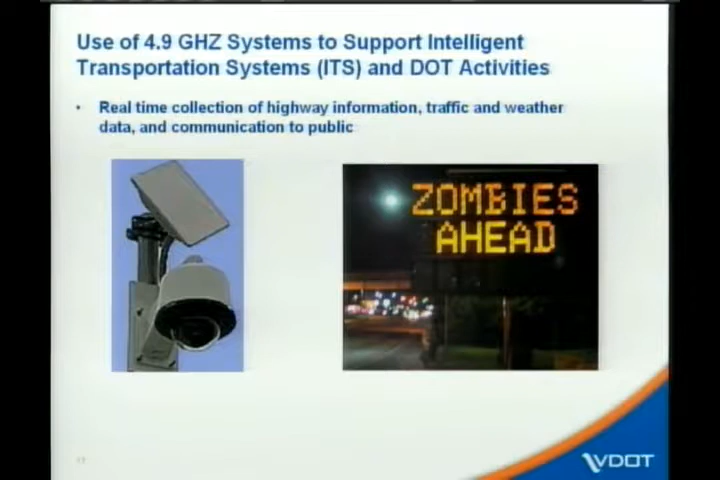 Use of 4.9 GHZ Systems to Support Intelligent
Transportation Systems (ITS) and DOT Activities
• Real time collection of highway information, traffic and weather
data, and communication to public
ZOMBIES
AHEAD
VDOT